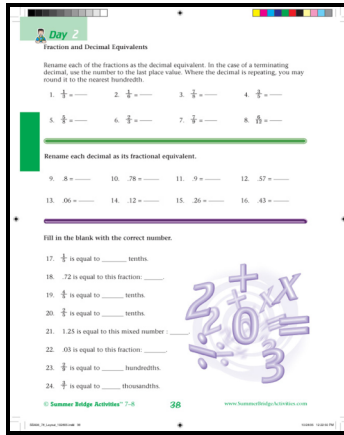 Day 2
Fraction and Decimal Equivalents
Rename each of the fractions as the decimal equivalent. In the case of a terminating
decimal, use the number to the last place value. Where the decimal is repeating, you may
round it to the nearest hundredth.
1. = —— 2. = —— 3. = —— 4. = ——
5. = —— 6. = —— 7. = —— 8. = ——
Rename each decimal as its fractional equivalent.
9. .8 = —— 10. .78 = —— 11. .9 = —— 12. .57 = ——
13. .06 = —— 14. .12 = —— 15. .26 = —— 16. .43 = ——
Fill in the blank with the correct number.
17. is equal to ______ tenths.
18. .72 is equal to this fraction: ______.
19. is equal to ______ tenths.
20. is equal to ______ tenths.
21. 1.25 is equal to this mixed number : ______.
22. .03 is equal to this fraction: ______.
23. is equal to ______ hundredths.
24. is equal to ______ thousandths.
© Summer Bridge Activities™ 7–8 38 www.SummerBridgeActivities.com